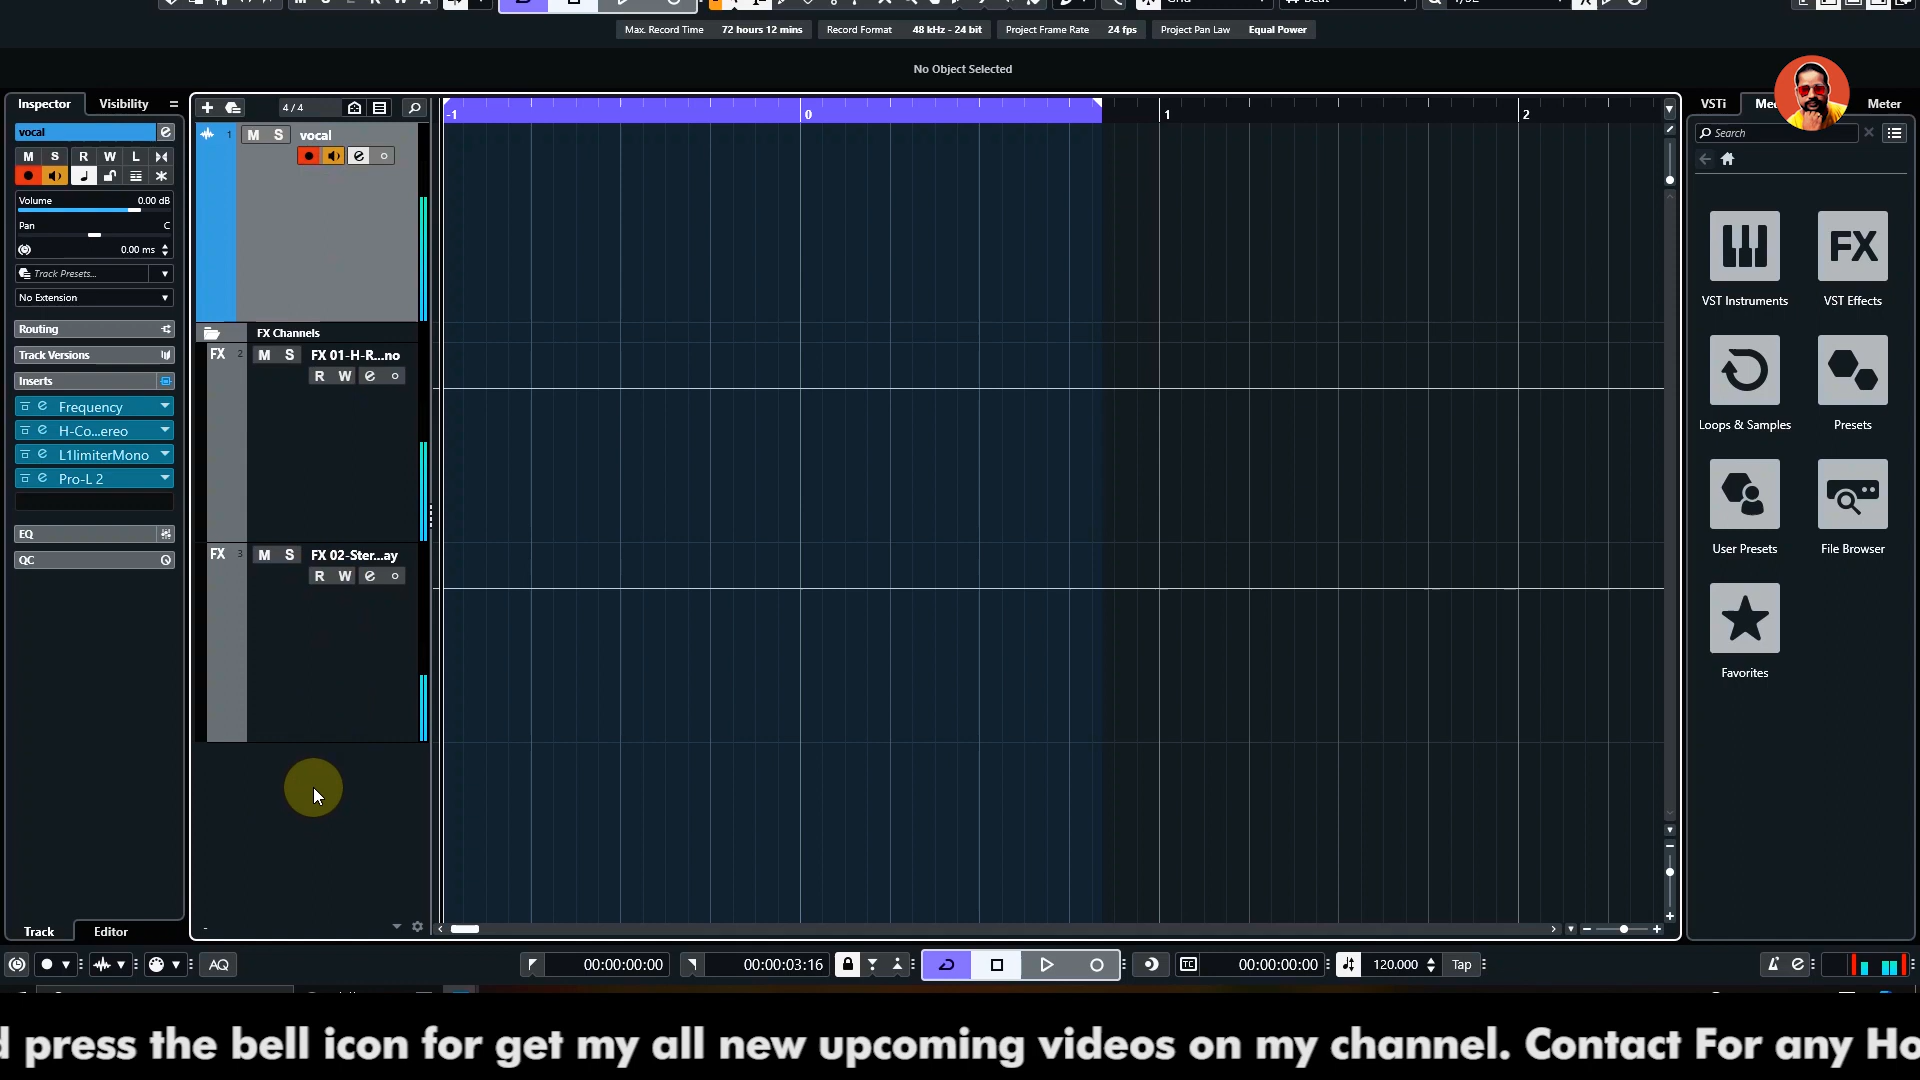 Max. Record Time 72 hours 12 mins Record Format 48 kHz - 24 bit Project Frame Rate 24 fps Project Pan Law Equal Power
No Object Selected
Inspector Visibility
4 / 4
-1 0 1 2
VSTi Me Meter
vocal
1 M S vocal
Search
M S R W L
Volume 0.00 dB
Pan C
0.00 ms
Track Presets...
No Extension
VST Instruments FX VST Effects
Routing
FX Channels
Track Versions
FX 2 M S FX 01-H-R...no
R W
Inserts
Frequency
H-Co...ereo
L1limiterMono
Pro-L 2
Loops & Samples Presets
EQ
QC
User Presets File Browser
FX 3 M S FX 02-Ster...ay
R W
Favorites
Track Editor
AQ 00:00:00:00 00:00:03:16 TC 00:00:00:00 120.000 Tap
d press the bell icon for get my all new upcoming videos on my channel. Contact For any Ho